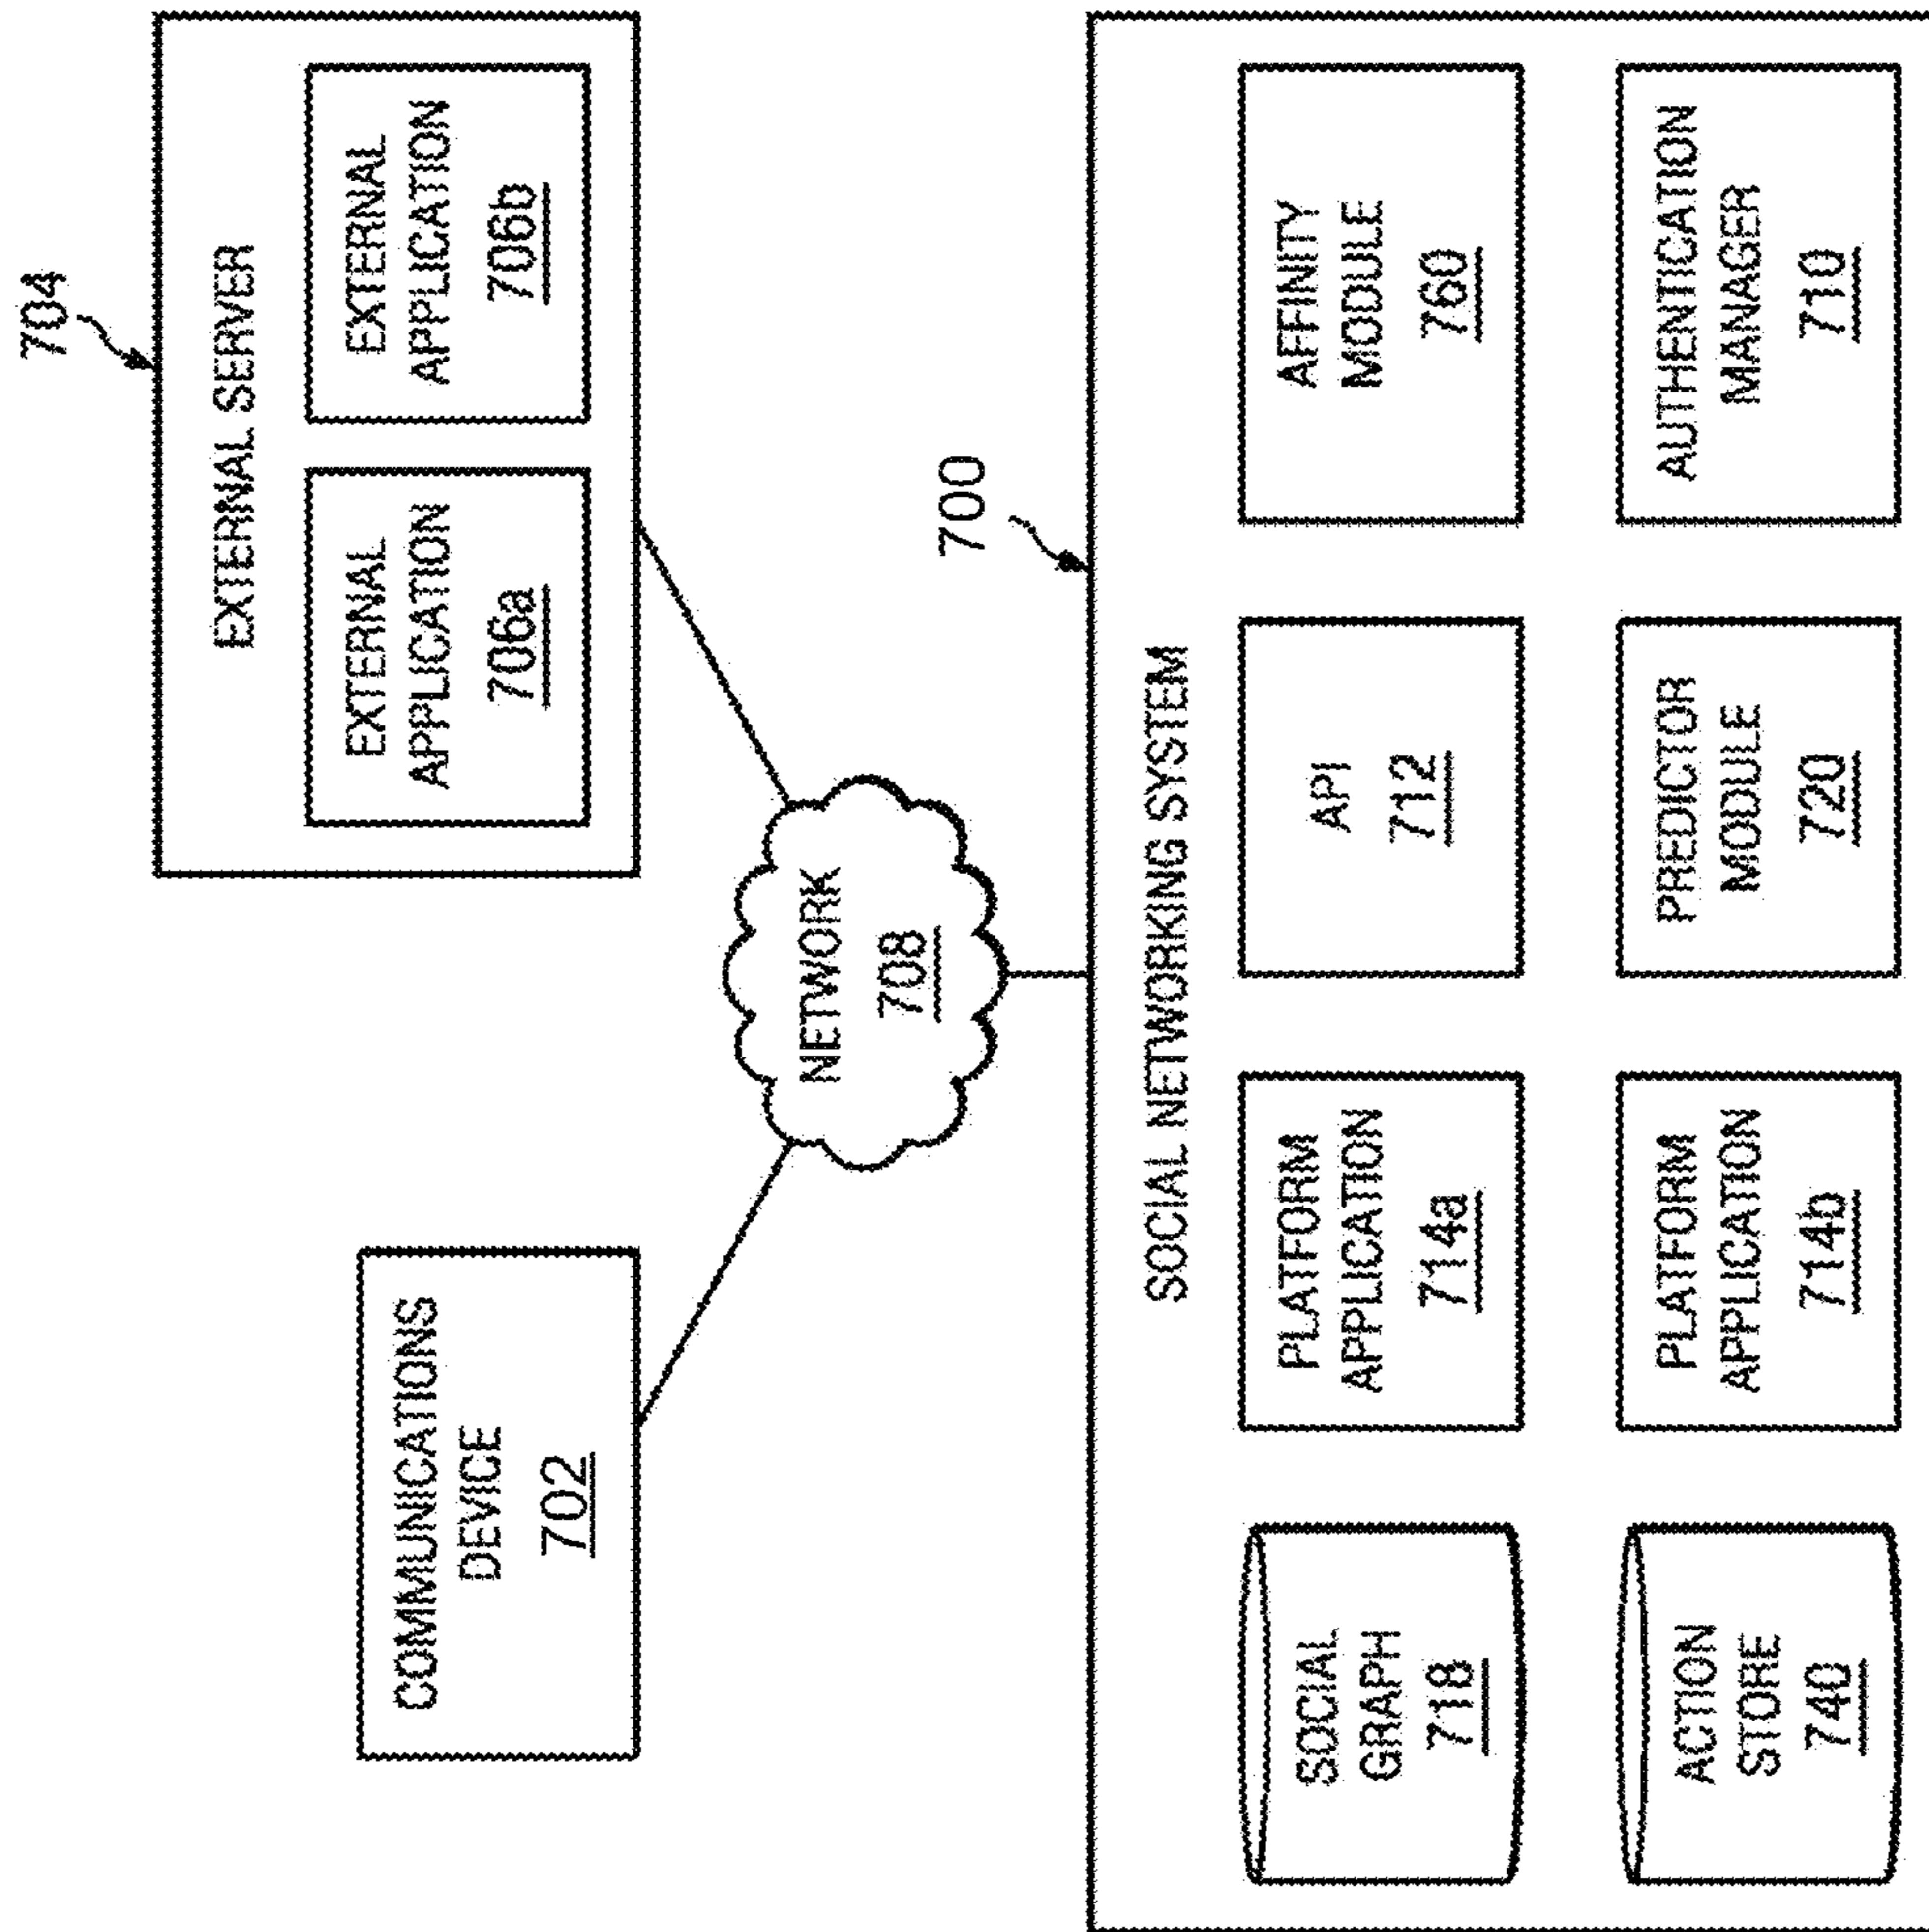 704
EXTERNAL SERVER
EXTERNAL
APPLICATION
706a
EXTERNAL
APPLICATION
706b
COMMUNICATIONS
DEVICE
702
NETWORK
708
700
SOCIAL NETWORKING SYSTEM
SOCIAL
GRAPH
718
PLATFORM
APPLICATION
714a
API
712
AFFINITY
MODULE
760
ACTION
STORE
740
PLATFORM
APPLICATION
714b
PREDICTOR
MODULE
720
AUTHENTICATION
MANAGER
710